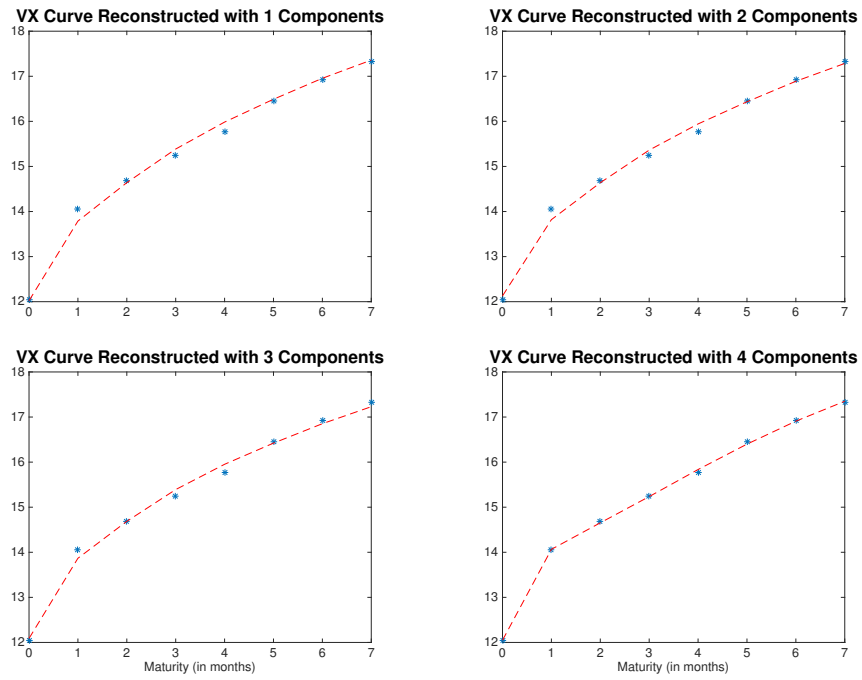 VX Curve Reconstructed with 1 Components
18
17
16
15
14
13
12
0 1 2 3 4 5 6 7
VX Curve Reconstructed with 2 Components
18
17
16
15
14
13
12
0 1 2 3 4 5 6 7
VX Curve Reconstructed with 3 Components
18
17
16
15
14
13
12
0 1 2 3 4 5 6 7
Maturity (in months)
VX Curve Reconstructed with 4 Components
18
17
16
15
14
13
12
0 1 2 3 4 5 6 7
Maturity (in months)